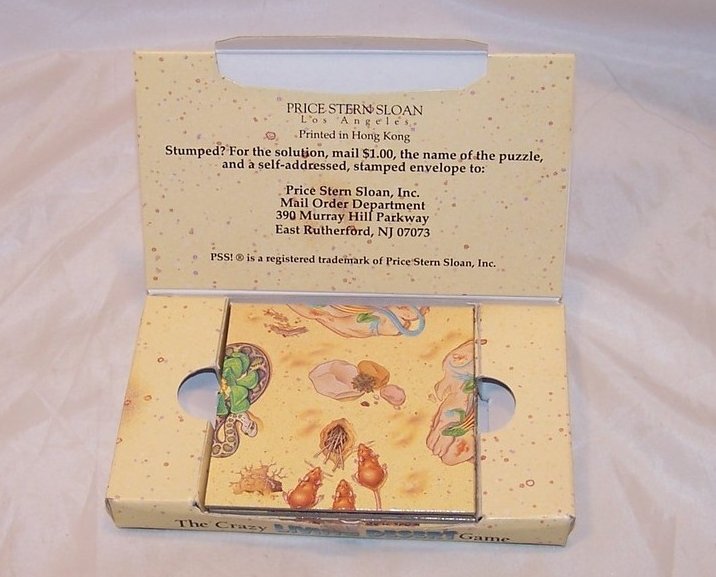 PRICE STERN SLOAN
Los Angeles
Printed in Hong Kong
Stumped? For the solution, mail $1.00, the name of the puzzle,
and a self-addressed, stamped envelope to:
Price Stern Sloan, Inc.
Mail Order Department
390 Murray Hill Parkway
East Rutherford, NJ 07073
PSS! ® is a registered trademark of Price Stern Sloan, Inc.
The Crazy LIVING DESERT Game